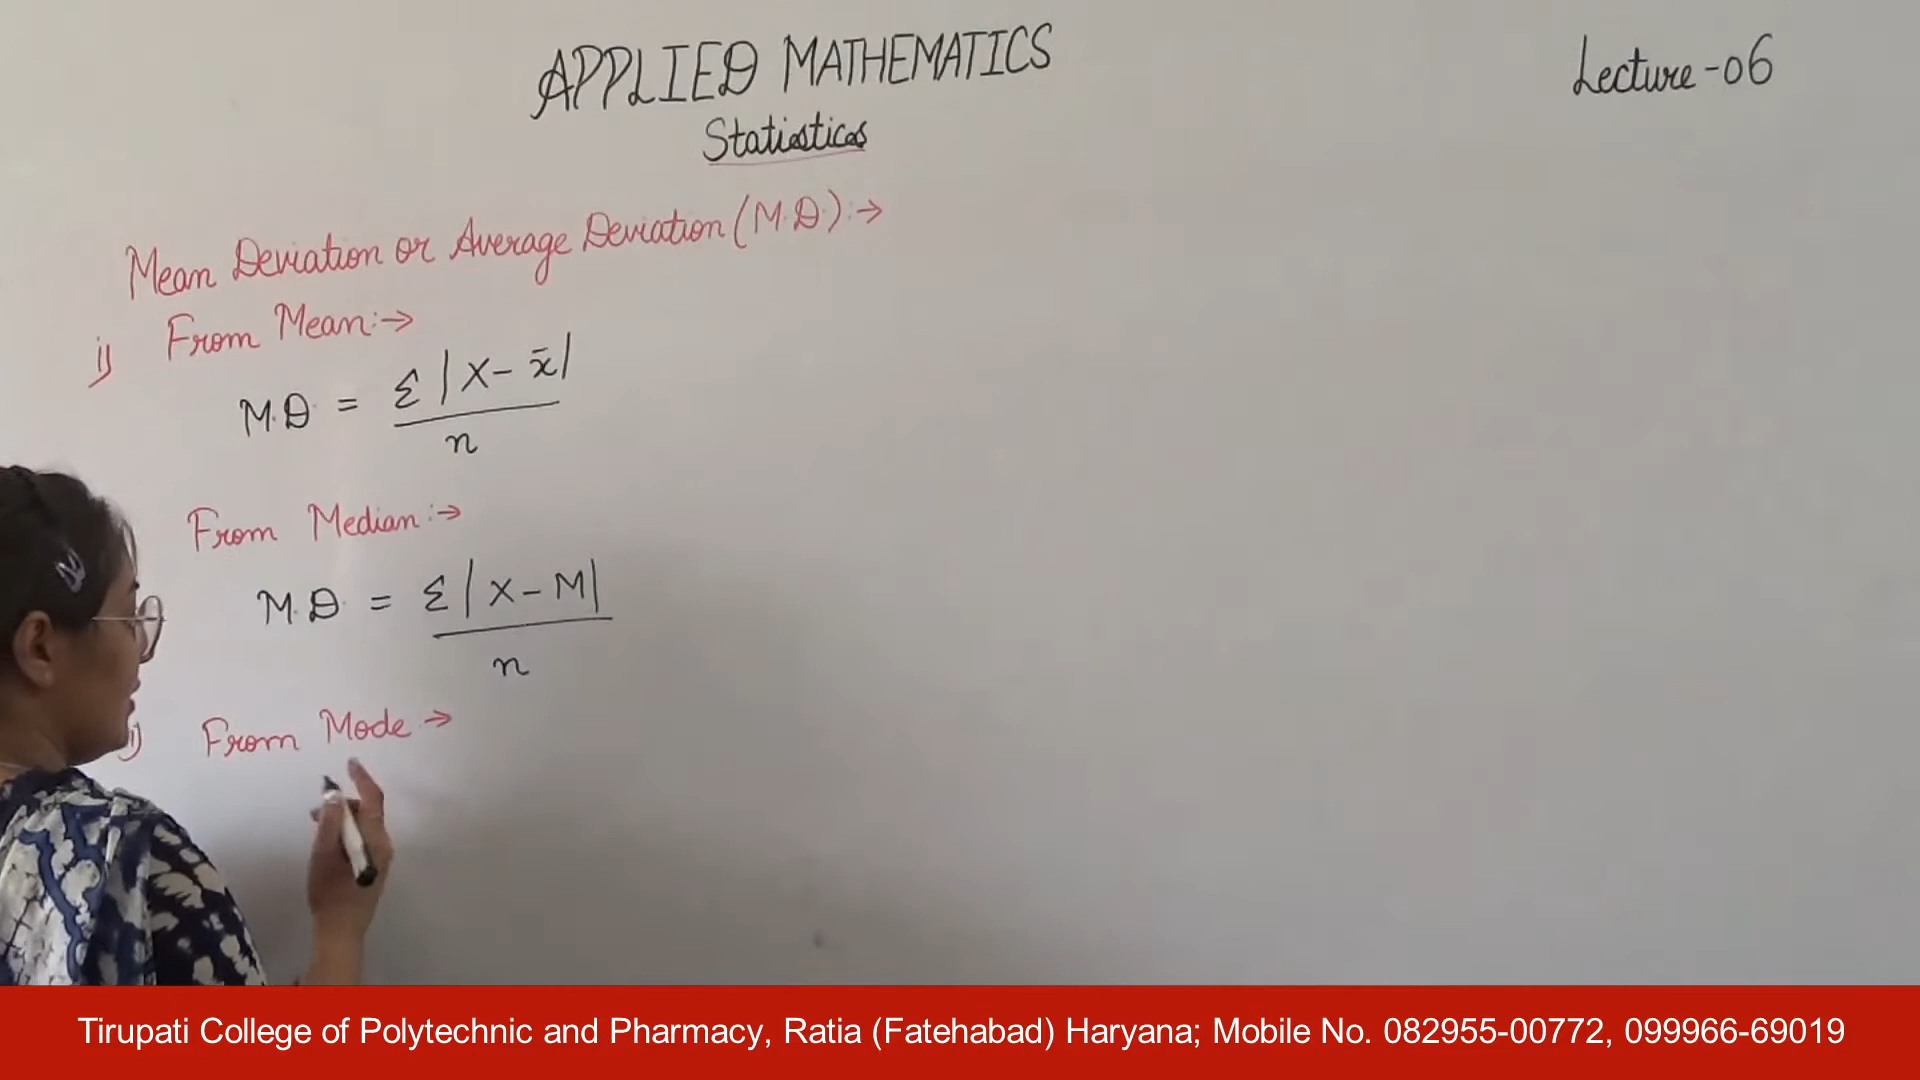 APPLIED MATHEMATICS
Lecture-06
Statistics
Mean Deviation or Average Deviation (M.D.):→
i) From Mean:→
M.D. = Σ|X- x̄|
n
From Median:→
M.D. = Σ|X-M|
n
i) From Mode →
Tirupati College of Polytechnic and Pharmacy, Ratia (Fatehabad) Haryana; Mobile No. 082955-00772, 099966-69019